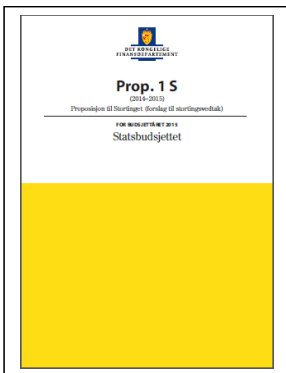 DET KONGELIGE
FINANSDEPARTEMENT
Prop. 1 S
(2014–2015)
Proposisjon til Stortinget (forslag til stortingsvedtak)
FOR BUDSJETTÅRET 2015
Statsbudsjettet